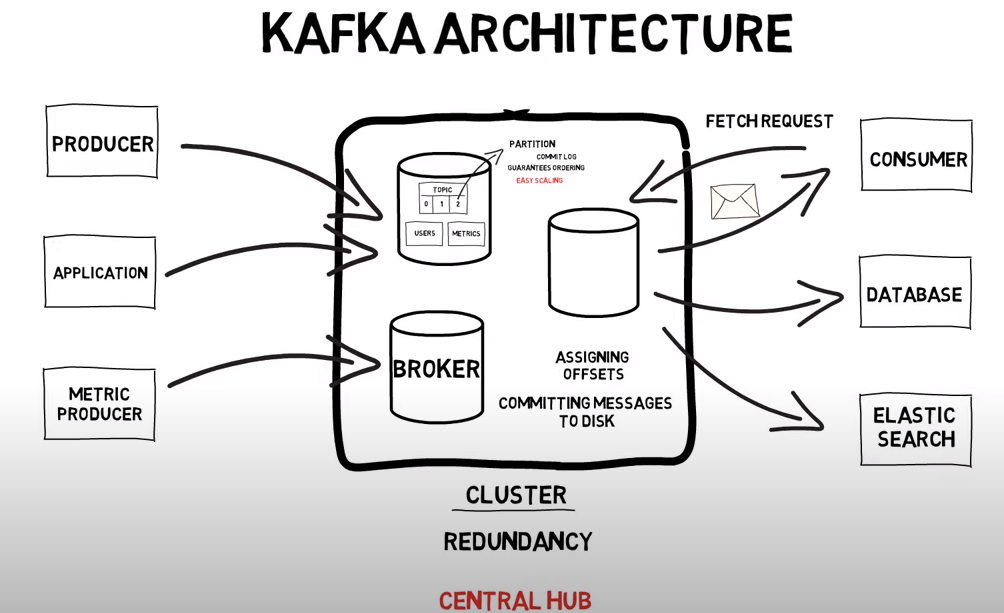 KAFKA ARCHITECTURE
PRODUCER
APPLICATION
METRIC
PRODUCER
PARTITION
COMMIT LOG
GUARANTEES ORDERING
EASY SCALING
TOPIC
0 1 2
USERS METRICS
BROKER
ASSIGNING
OFFSETS
COMMITTING MESSAGES
TO DISK
FETCH REQUEST
CONSUMER
DATABASE
ELASTIC
SEARCH
CLUSTER
REDUNDANCY
CENTRAL HUB